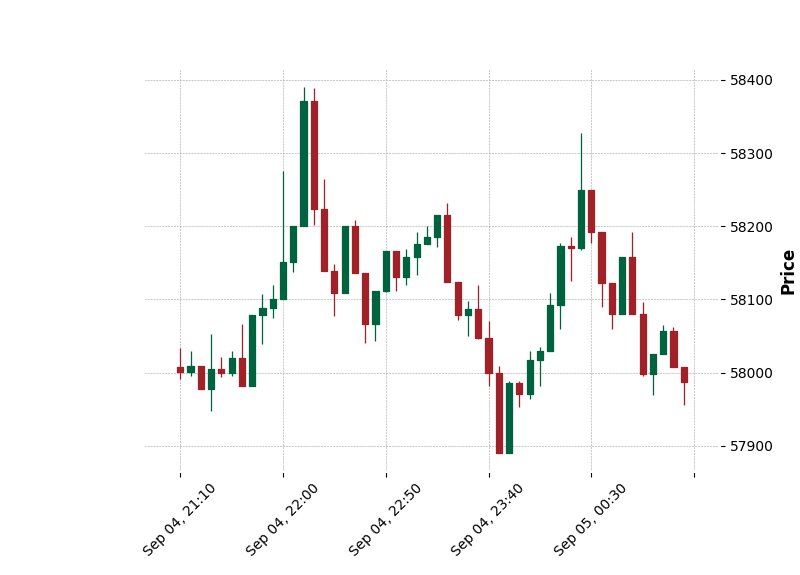 58400
58300
58200
58100
58000
57900
Price
Sep 04, 21:10
Sep 04, 22:00
Sep 04, 22:50
Sep 04, 23:40
Sep 05, 00:30